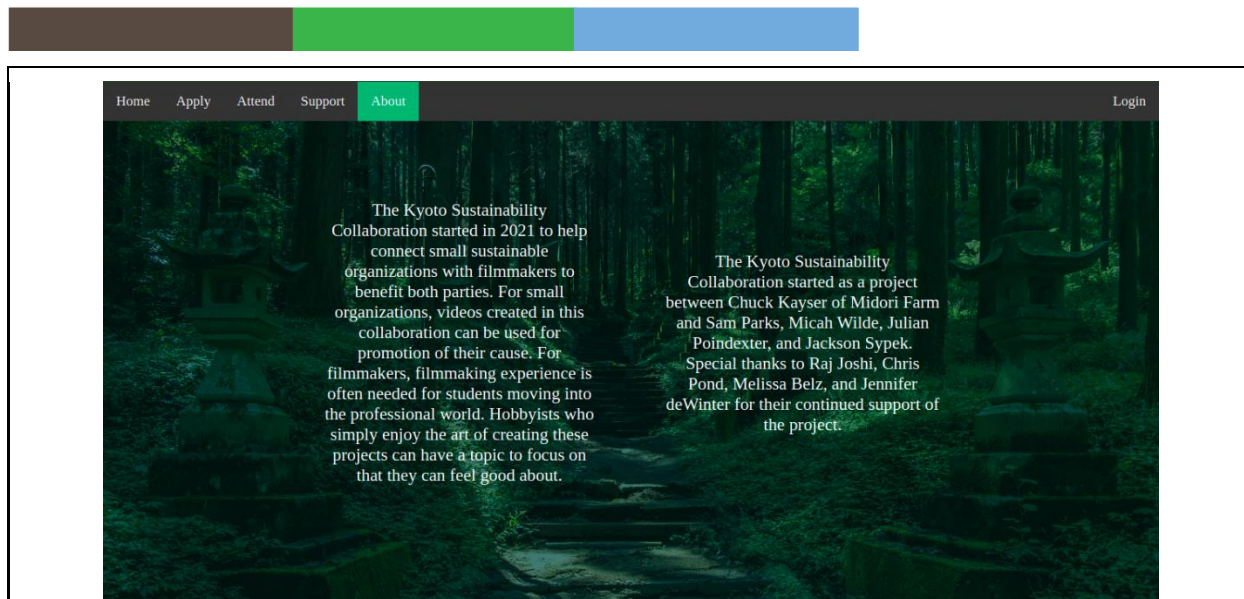 Home Apply Attend Support About Login
The Kyoto Sustainability
Collaboration started in 2021 to help
connect small sustainable
organizations with filmmakers to
benefit both parties. For small
organizations, videos created in this
collaboration can be used for
promotion of their cause. For
filmmakers, filmmaking experience is
often needed for students moving into
the professional world. Hobbyists who
simply enjoy the art of creating these
projects can have a topic to focus on
that they can feel good about.
The Kyoto Sustainability
Collaboration started as a project
between Chuck Kayser of Midori Farm
and Sam Parks, Micah Wilde, Julian
Poindexter, and Jackson Sypek.
Special thanks to Raj Joshi, Chris
Pond, Melissa Belz, and Jennifer
deWinter for their continued support of
the project.